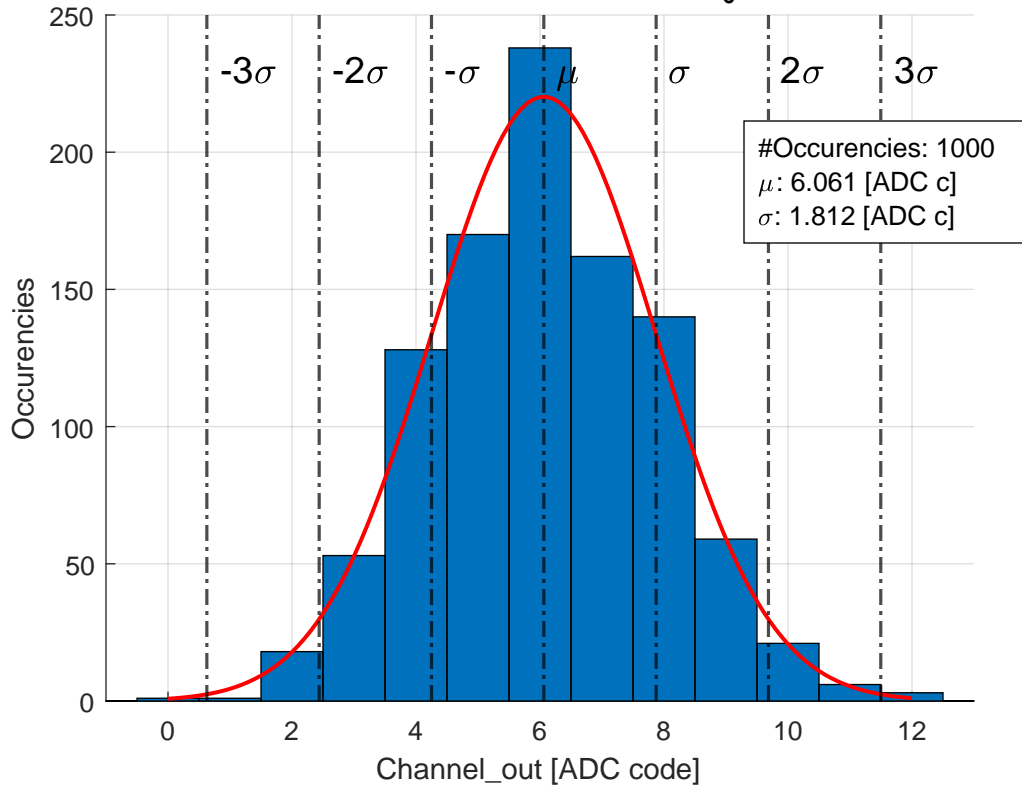 250
-3σ -2σ -σ μ σ 2σ 3σ
#Occurencies: 1000
μ: 6.061 [ADC c]
σ: 1.812 [ADC c]
200
150
100
50
0
Occurencies
0 2 4 6 8 10 12
Channel_out [ADC code]